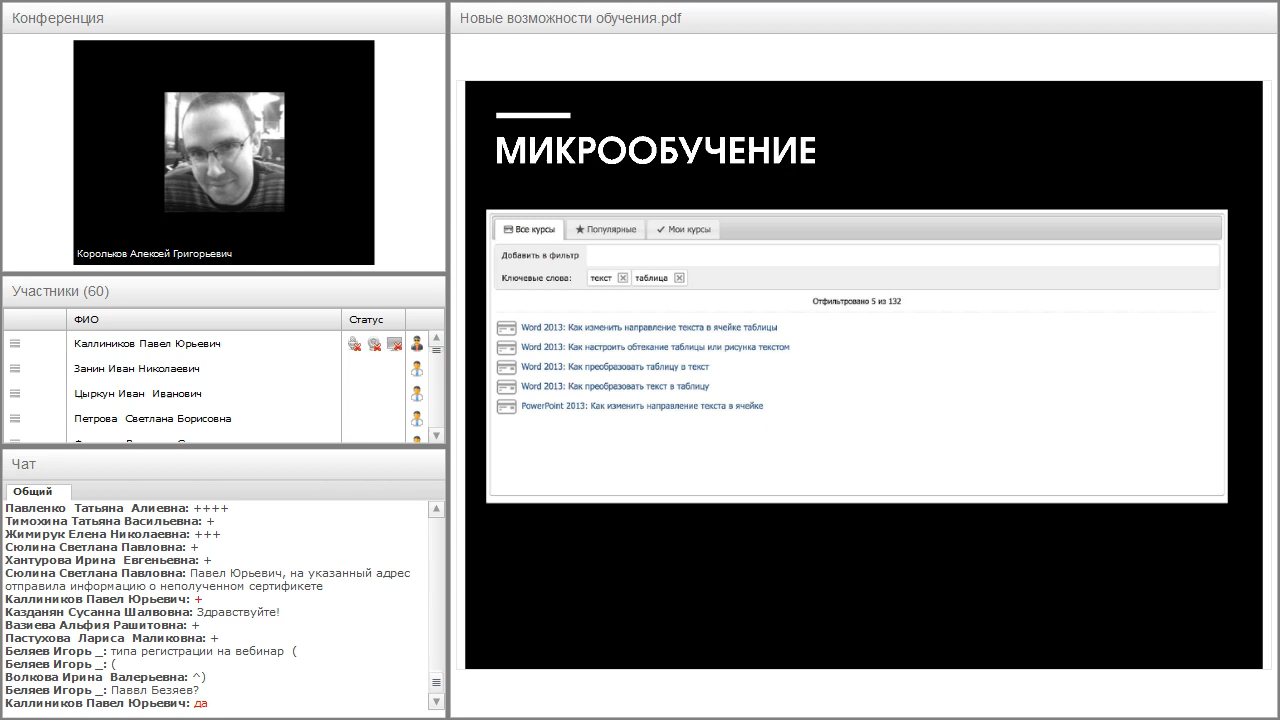 Конференция
Корольков Алексей Григорьевич
Участники (60)
ФИО Статус
Каллиников Павел Юрьевич
Занин Иван Николаевич
Цыркун Иван Иванович
Петрова Светлана Борисовна
Чат
Общий
Павленко Татьяна Алиевна: ++++
Тимохина Татьяна Васильевна: +
Жимирук Елена Николаевна: +++
Сюлина Светлана Павловна: +
Хантурова Ирина Евгеньевна: +
Сюлина Светлана Павловна: Павел Юрьевич, на указанный адрес
отправила информацию о неполученном сертификете
Каллиников Павел Юрьевич: +
Казданян Сусанна Шалвовна: Здравствуйте!
Вазиева Альфия Рашитовна: +
Пастухова Лариса Маликовна: +
Беляев Игорь _: типа регистрации на вебинар (
Беляев Игорь _: (
Волкова Ирина Валерьевна: ^)
Беляев Игорь _: Паввл Безяев?
Каллиников Павел Юрьевич: да
Новые возможности обучения.pdf
МИКРООБУЧЕНИЕ
Все курсы Популярные Мои курсы
Добавить в фильтр
Ключевые слова: текст таблица
Отфильтровано 5 из 132
Word 2013: Как изменить направление текста в ячейке таблицы
Word 2013: Как настроить обтекание таблицы или рисунка текстом
Word 2013: Как преобразовать таблицу в текст
Word 2013: Как преобразовать текст в таблицу
PowerPoint 2013: Как изменить направление текста в ячейке